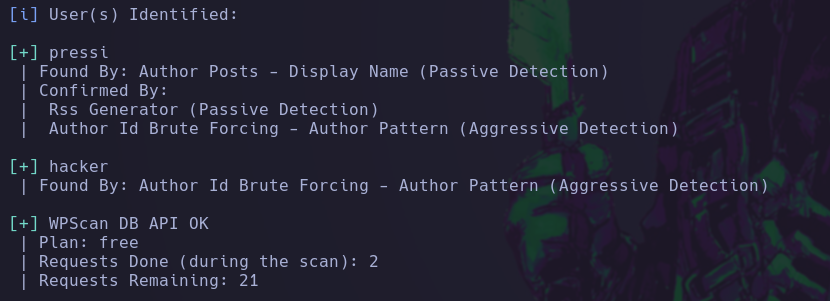 [i] User(s) Identified:

[+] pressi
 | Found By: Author Posts - Display Name (Passive Detection)
 | Confirmed By:
 |  Rss Generator (Passive Detection)
 |  Author Id Brute Forcing - Author Pattern (Aggressive Detection)

[+] hacker
 | Found By: Author Id Brute Forcing - Author Pattern (Aggressive Detection)

[+] WPScan DB API OK
 | Plan: free
 | Requests Done (during the scan): 2
 | Requests Remaining: 21